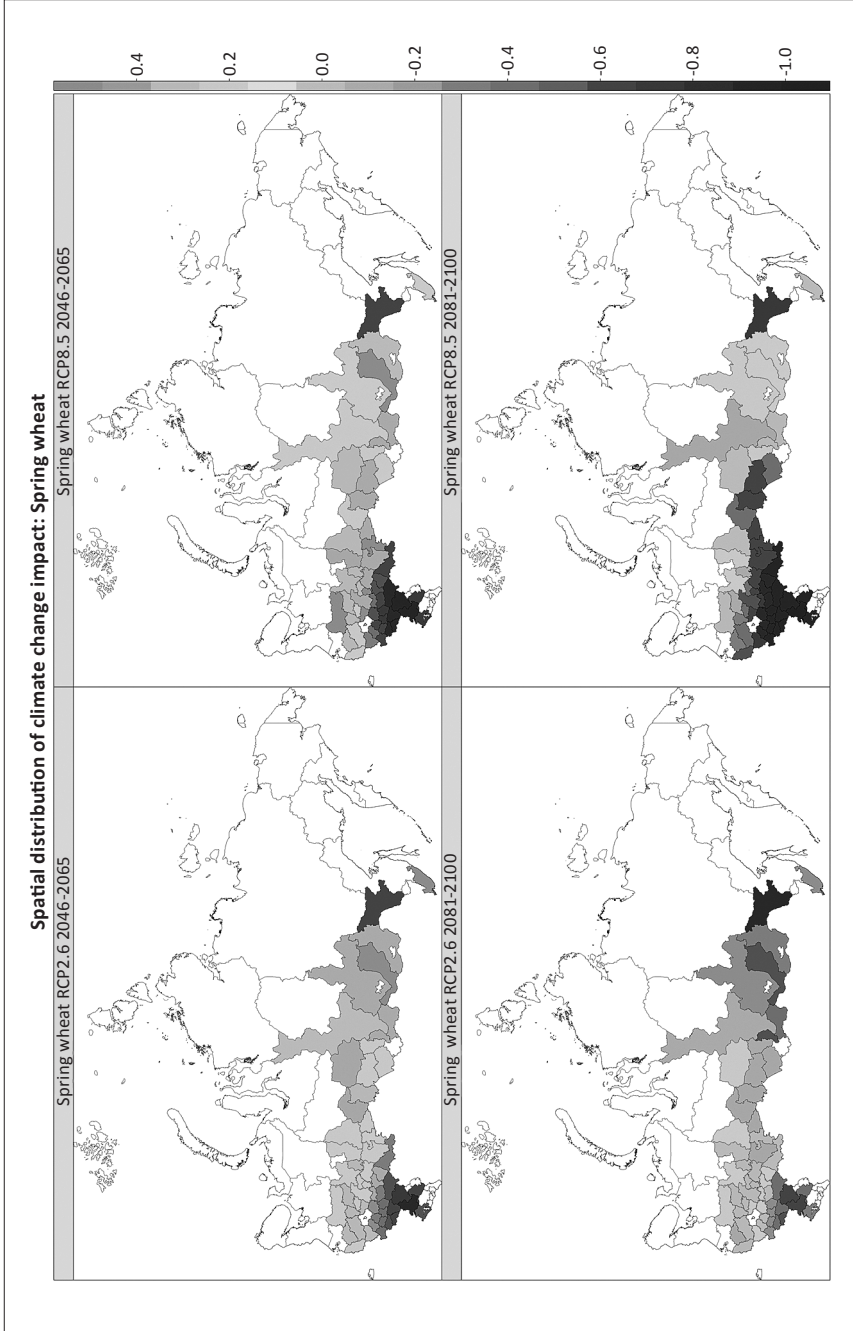 Spatial distribution of climate change impact: Spring wheat
Spring wheat RCP2.6 2046-2065
Spring wheat RCP8.5 2046-2065
Spring wheat RCP2.6 2081-2100
Spring wheat RCP8.5 2081-2100
0.4
0.2
0.0
-0.2
-0.4
-0.6
-0.8
-1.0